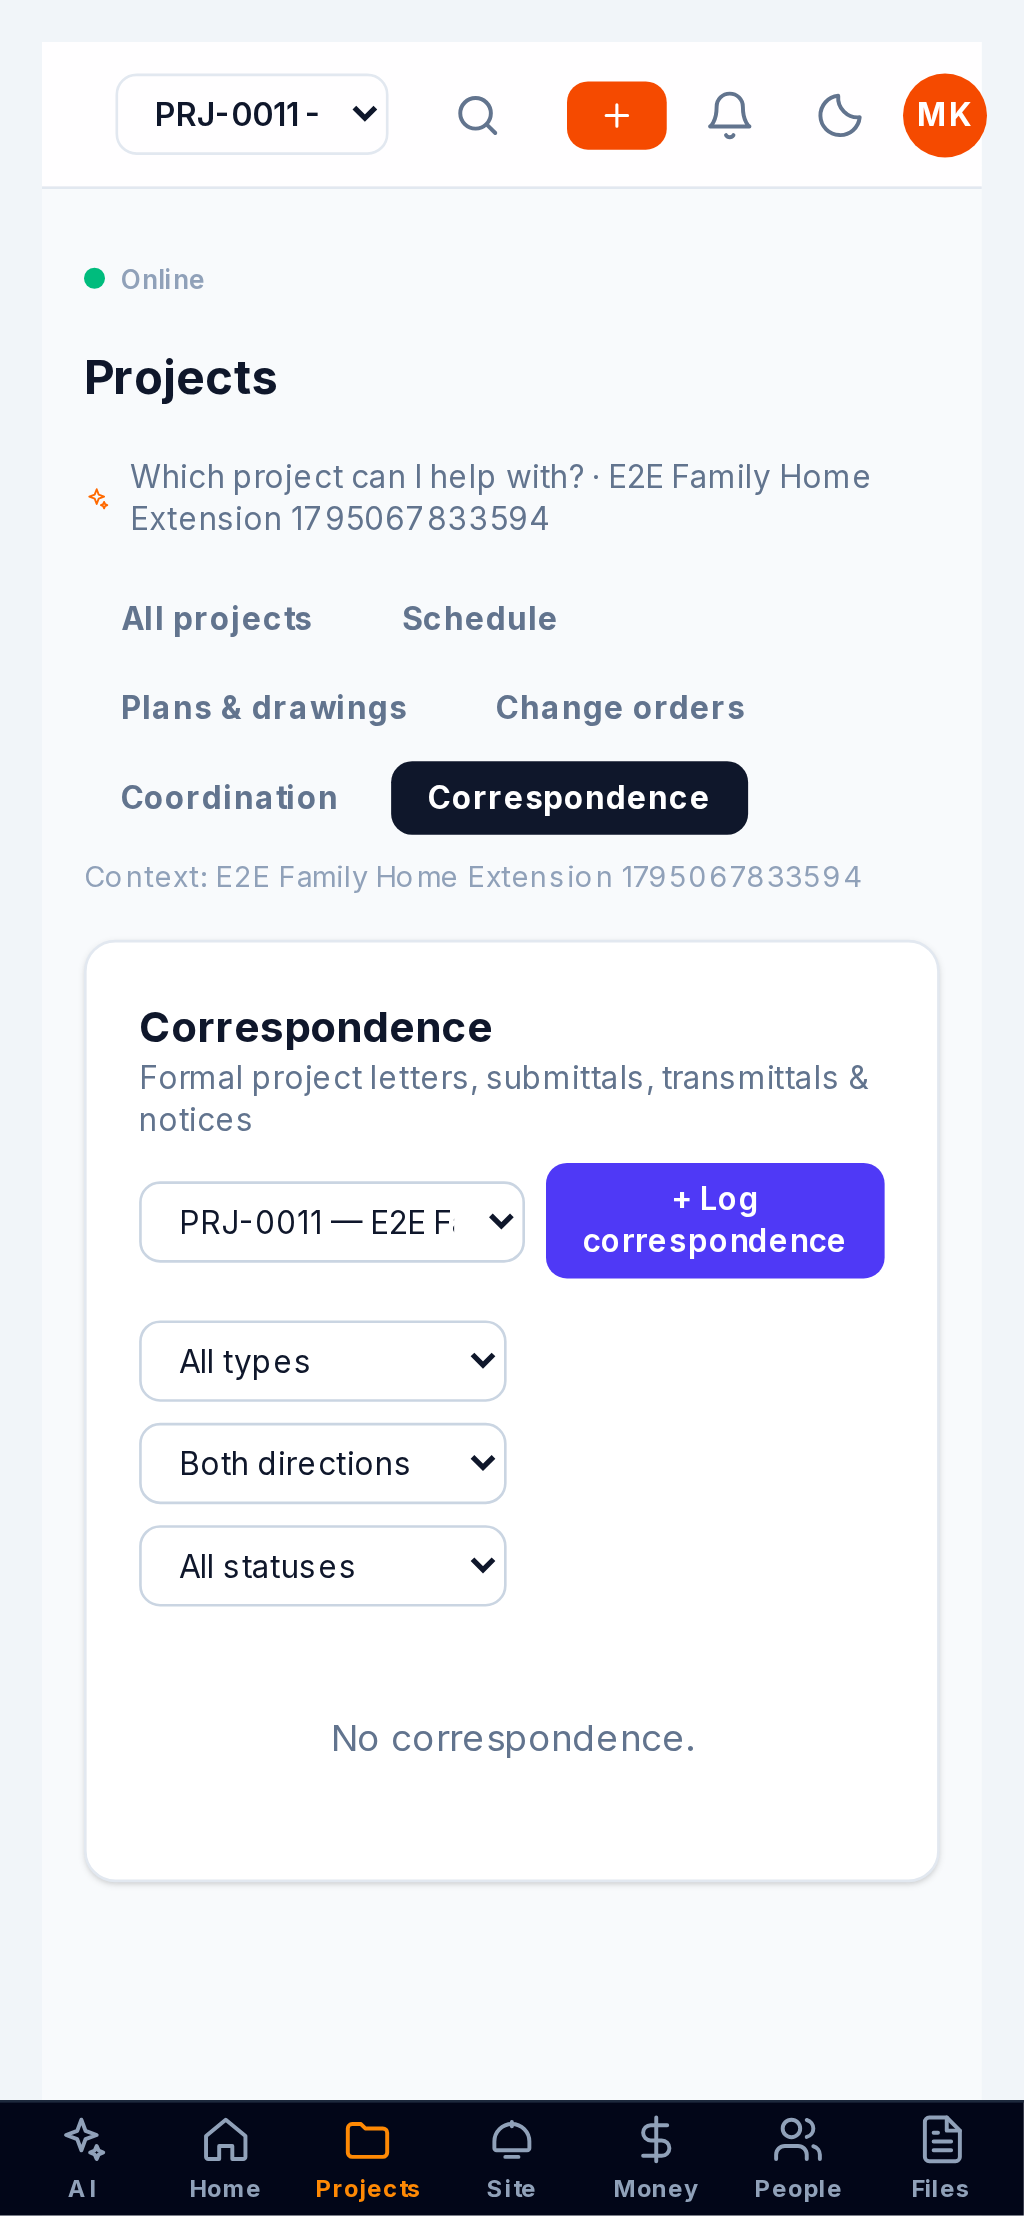 PRJ-0011 -
MK
Online
Projects
Which project can I help with? · E2E Family Home
Extension 1795067833594
All projects
Schedule
Plans & drawings
Change orders
Coordination
Correspondence
Context: E2E Family Home Extension 1795067833594
Correspondence
Formal project letters, submittals, transmittals &
notices
PRJ-0011 — E2E Fa
+ Log
correspondence
All types
Both directions
All statuses
No correspondence.
AI
Home
Projects
Site
Money
People
Files